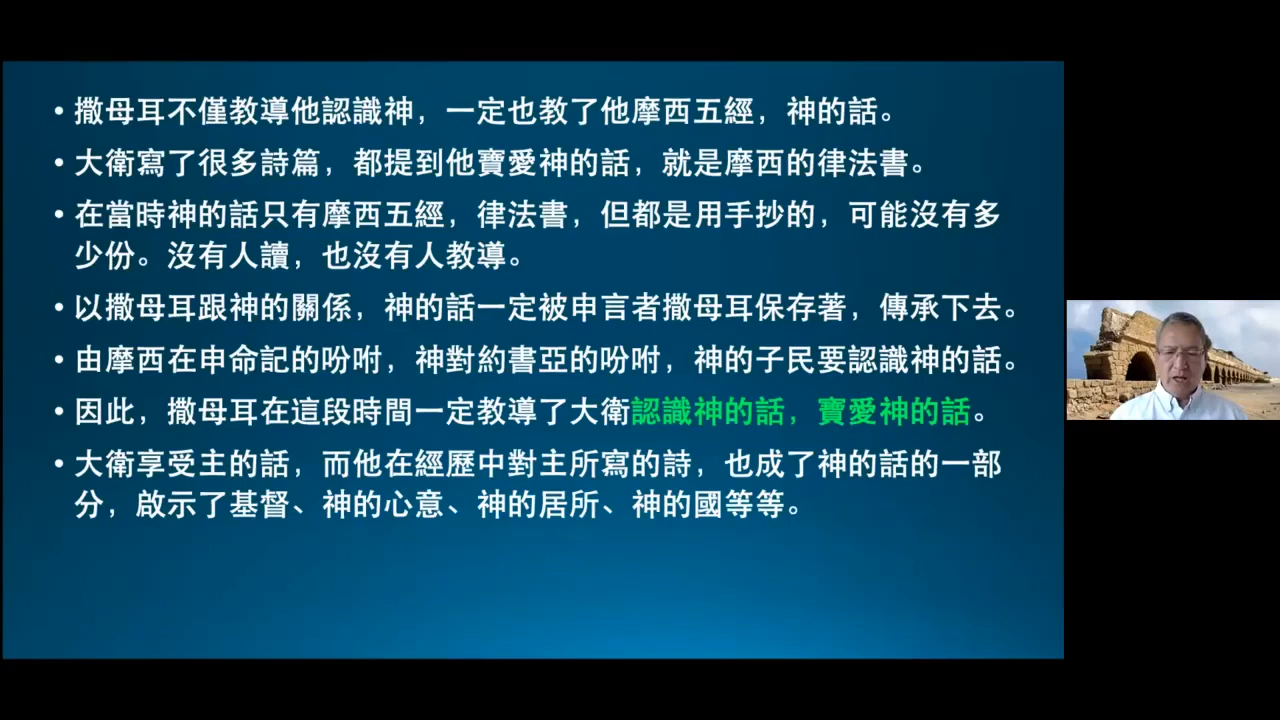 • 撒母耳不僅教導他認識神，一定也教了他摩西五經，神的話。
• 大衛寫了很多詩篇，都提到他寶愛神的話，就是摩西的律法書。
• 在當時神的話只有摩西五經，律法書，但都是用手抄的，可能沒有多
少份。沒有人讀，也沒有人教導。
• 以撒母耳跟神的關係，神的話一定被申言者撒母耳保存著，傳承下去。
• 由摩西在申命記的吩咐，神對約書亞的吩咐，神的子民要認識神的話。
• 因此，撒母耳在這段時間一定教導了大衛認識神的話，寶愛神的話。
• 大衛享受主的話，而他在經歷中對主所寫的詩，也成了神的話的一部
分，啟示了基督、神的心意、神的居所、神的國等等。